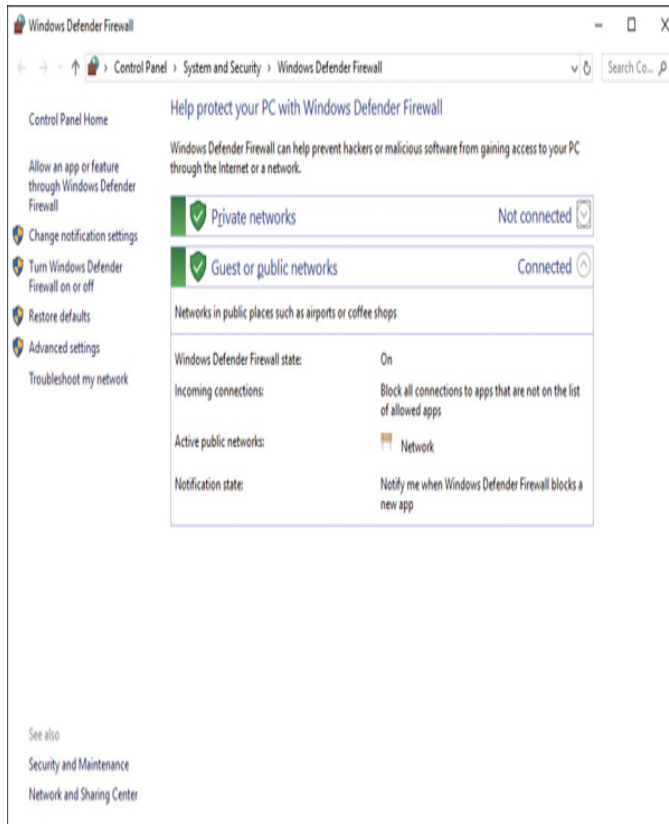 Windows Defender Firewall
Control Panel > System and Security > Windows Defender Firewall
Search Co...
Control Panel Home
Allow an app or feature
through Windows Defender
Firewall
Change notification settings
Turn Windows Defender
Firewall on or off
Restore defaults
Advanced settings
Troubleshoot my network
Help protect your PC with Windows Defender Firewall
Windows Defender Firewall can help prevent hackers or malicious software from gaining access to your PC
through the Internet or a network.
Private networks Not connected
Guest or public networks Connected
Networks in public places such as airports or coffee shops
Windows Defender Firewall state: On
Incoming connections: Block all connections to apps that are not on the list
of allowed apps
Active public networks: Network
Notification state: Notify me when Windows Defender Firewall blocks a
new app
See also
Security and Maintenance
Network and Sharing Center